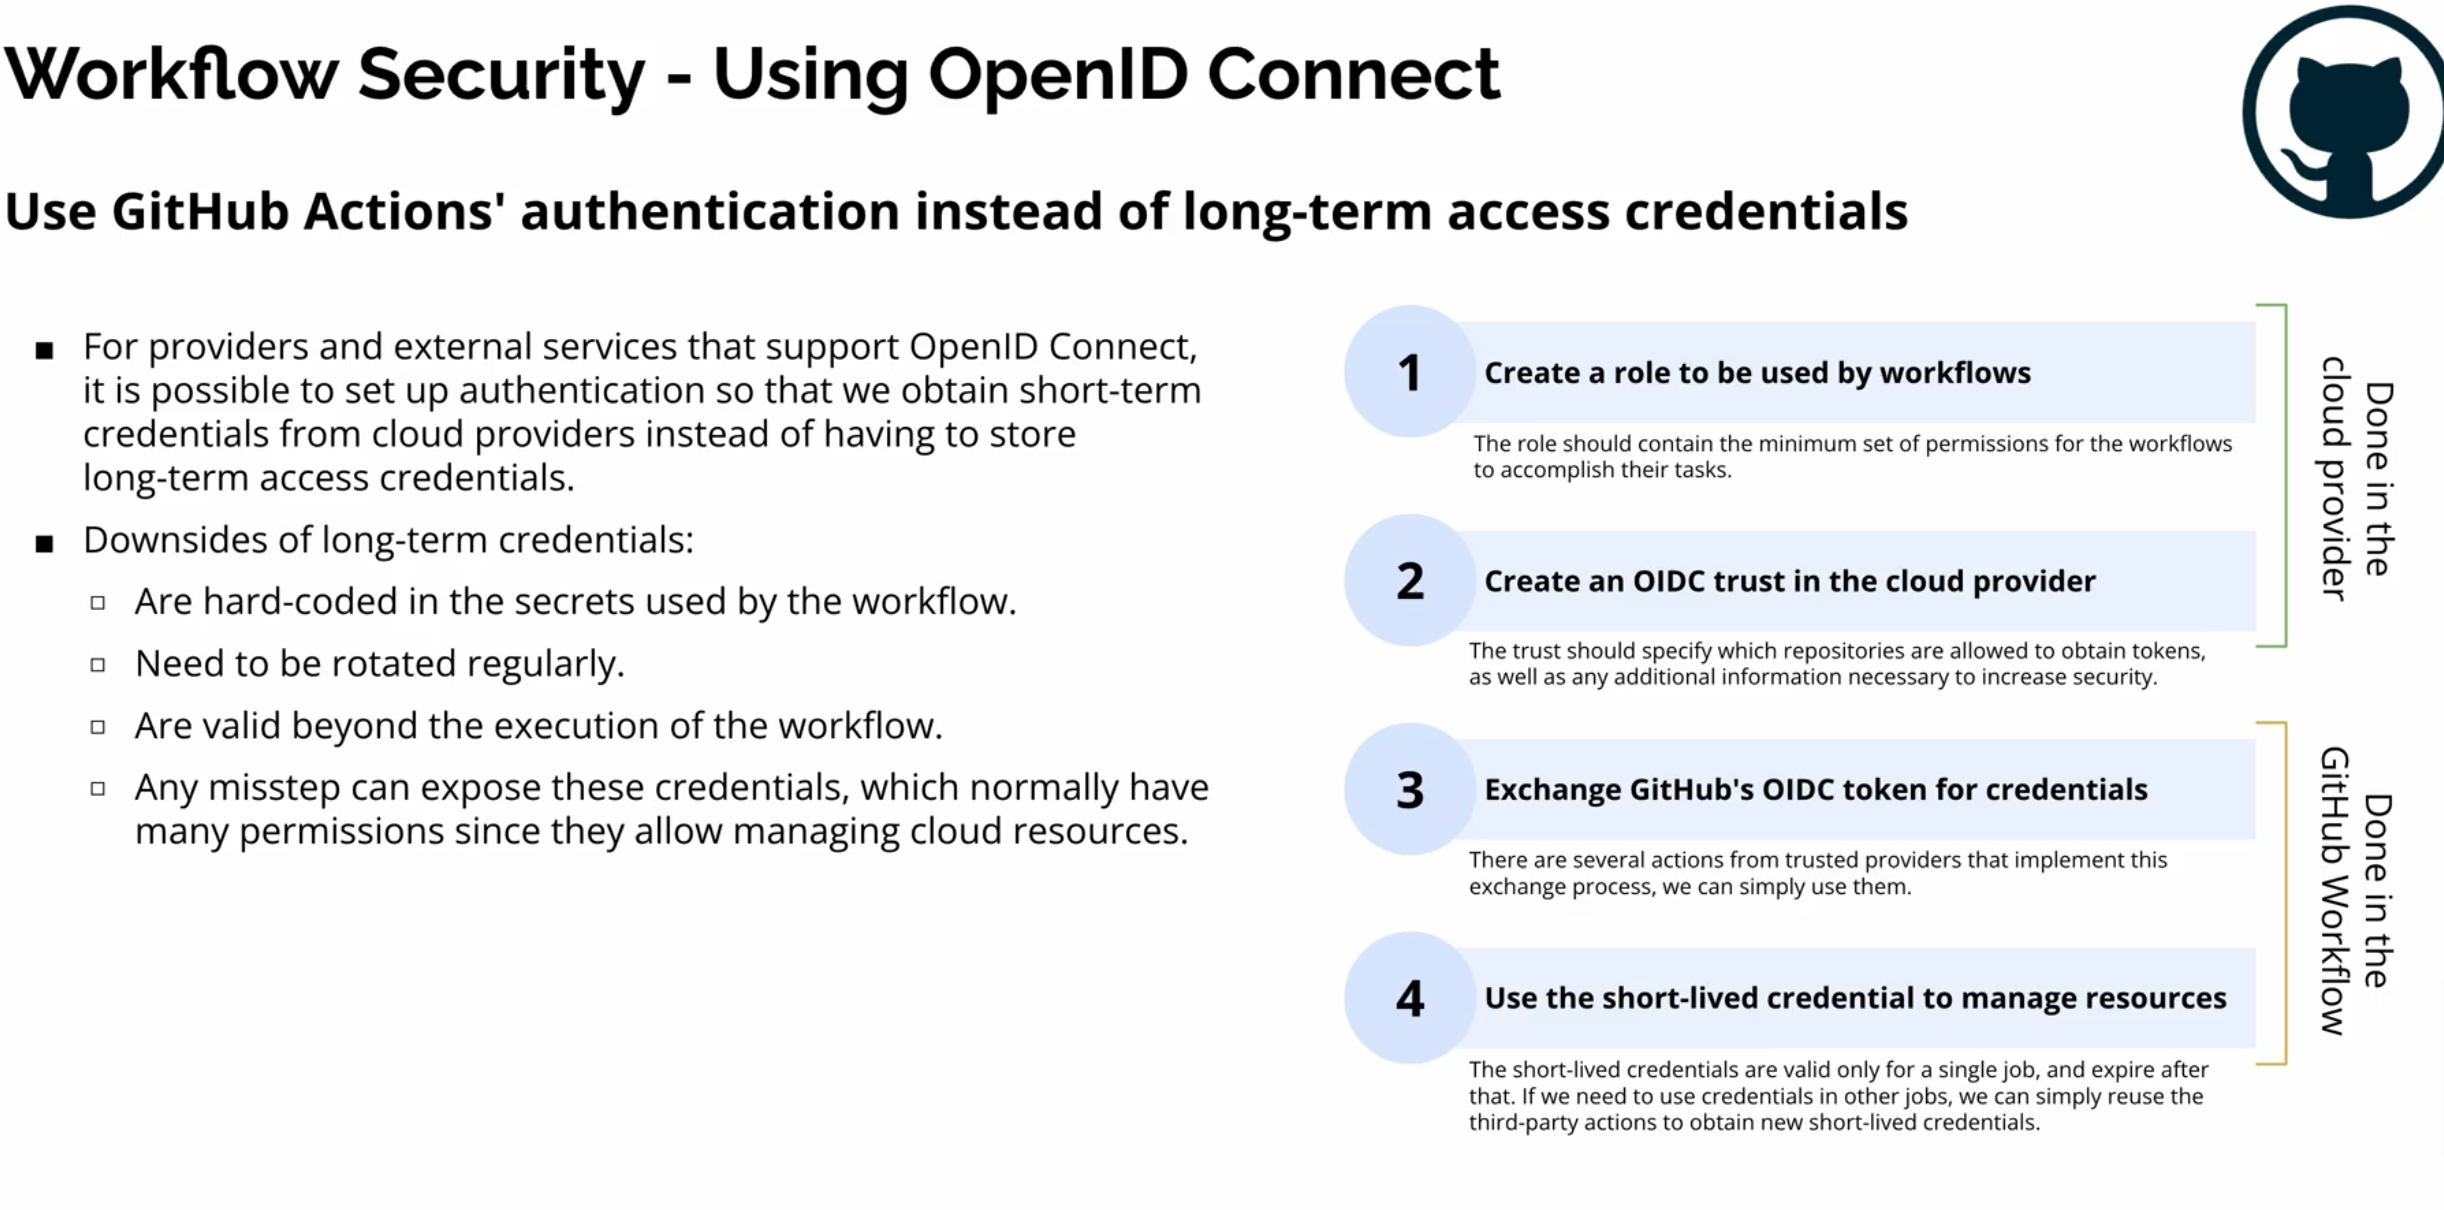 Workflow Security - Using OpenID Connect
Use GitHub Actions' authentication instead of long-term access credentials
■ For providers and external services that support OpenID Connect,
it is possible to set up authentication so that we obtain short-term
credentials from cloud providers instead of having to store
long-term access credentials.
■ Downsides of long-term credentials:
▫ Are hard-coded in the secrets used by the workflow.
▫ Need to be rotated regularly.
▫ Are valid beyond the execution of the workflow.
▫ Any misstep can expose these credentials, which normally have
many permissions since they allow managing cloud resources.
1 Create a role to be used by workflows
The role should contain the minimum set of permissions for the workflows
to accomplish their tasks.
2 Create an OIDC trust in the cloud provider
The trust should specify which repositories are allowed to obtain tokens,
as well as any additional information necessary to increase security.
Done in the
cloud provider
3 Exchange GitHub's OIDC token for credentials
There are several actions from trusted providers that implement this
exchange process, we can simply use them.
4 Use the short-lived credential to manage resources
The short-lived credentials are valid only for a single job, and expire after
that. If we need to use credentials in other jobs, we can simply reuse the
third-party actions to obtain new short-lived credentials.
Done in the
GitHub Workflow